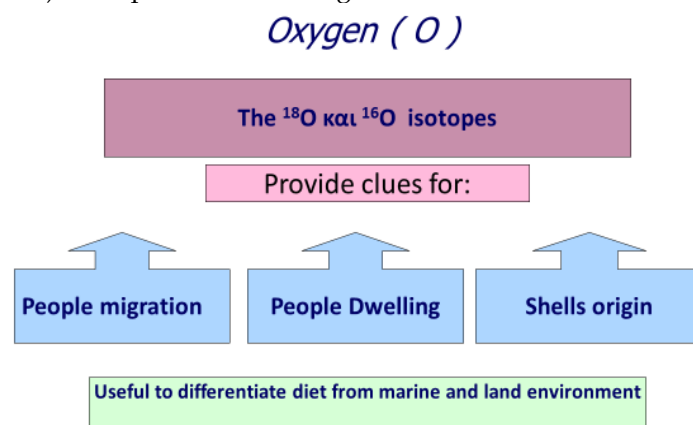 Oxygen ( O )
The ¹⁸O και ¹⁶O isotopes
Provide clues for:
People migration
People Dwelling
Shells origin
Useful to differentiate diet from marine and land environment